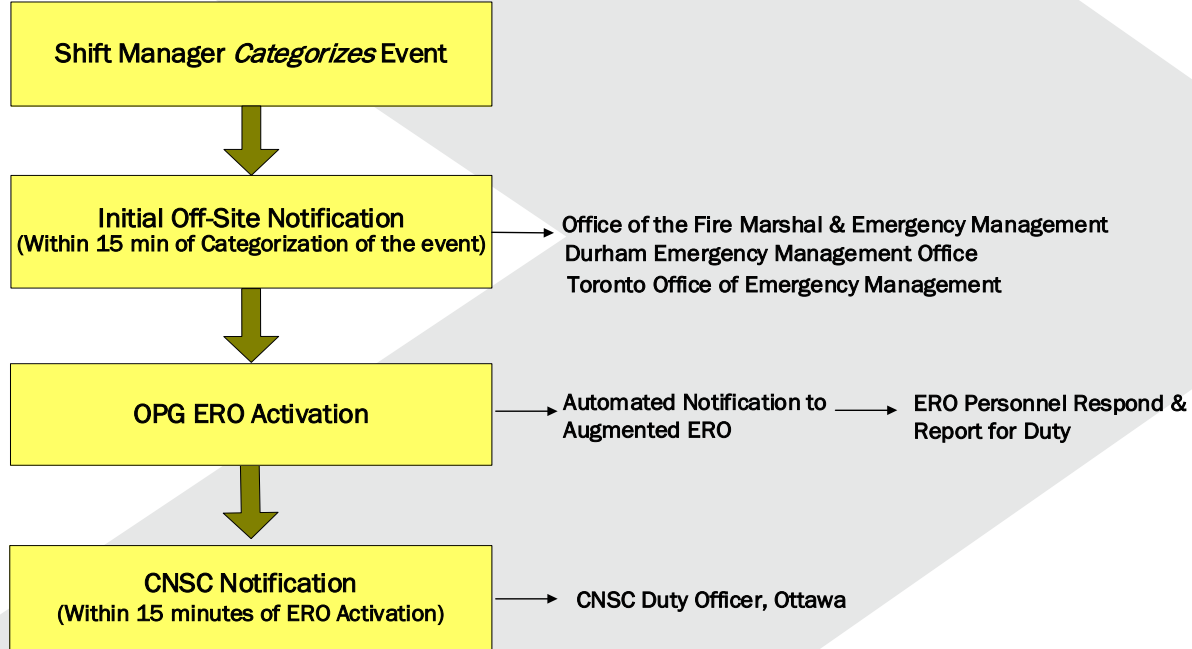 Shift Manager Categorizes Event
Initial Off-Site Notification
(Within 15 min of Categorization of the event)
Office of the Fire Marshal & Emergency Management
Durham Emergency Management Office
Toronto Office of Emergency Management
OPG ERO Activation
Automated Notification to
Augmented ERO
ERO Personnel Respond &
Report for Duty
CNSC Notification
(Within 15 minutes of ERO Activation)
CNSC Duty Officer, Ottawa